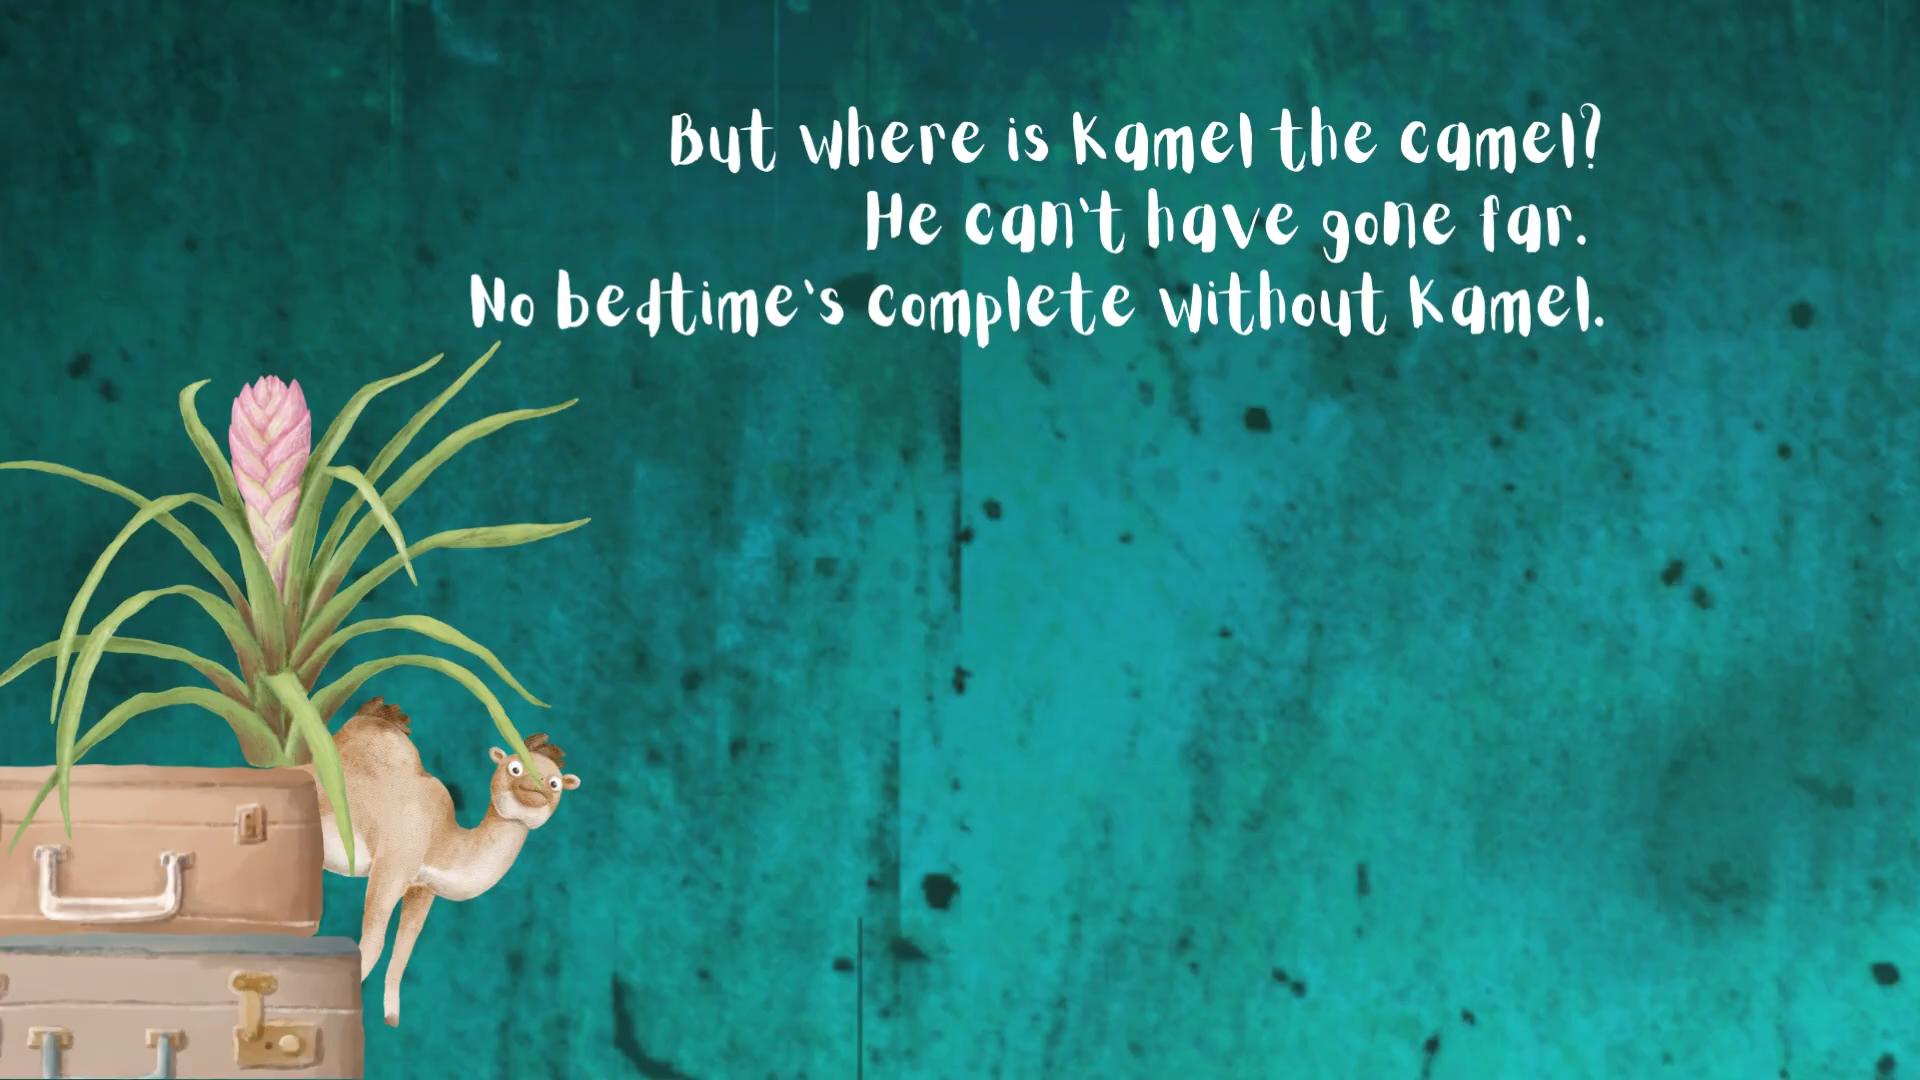 But where is Kamel the camel?
He can't have gone far.
No bedtime's complete without Kamel.